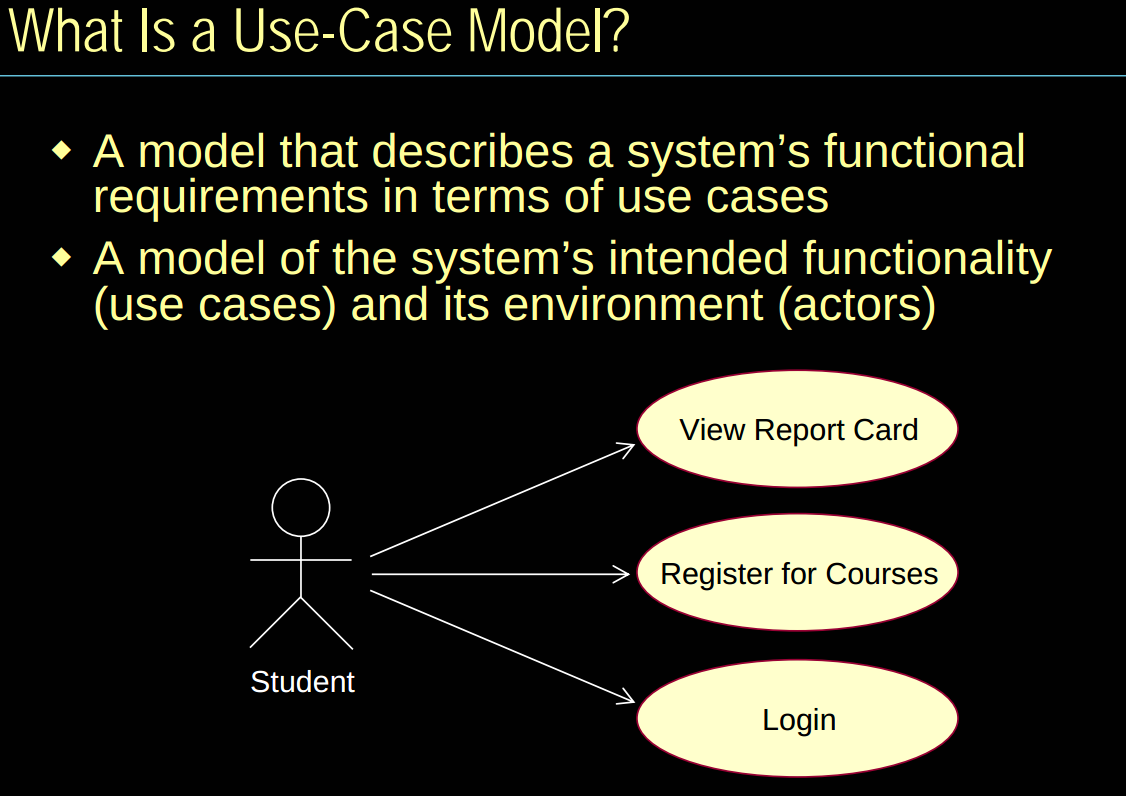 What Is a Use-Case Model?
◆ A model that describes a system’s functional
requirements in terms of use cases
◆ A model of the system’s intended functionality
(use cases) and its environment (actors)
View Report Card
Register for Courses
Student
Login